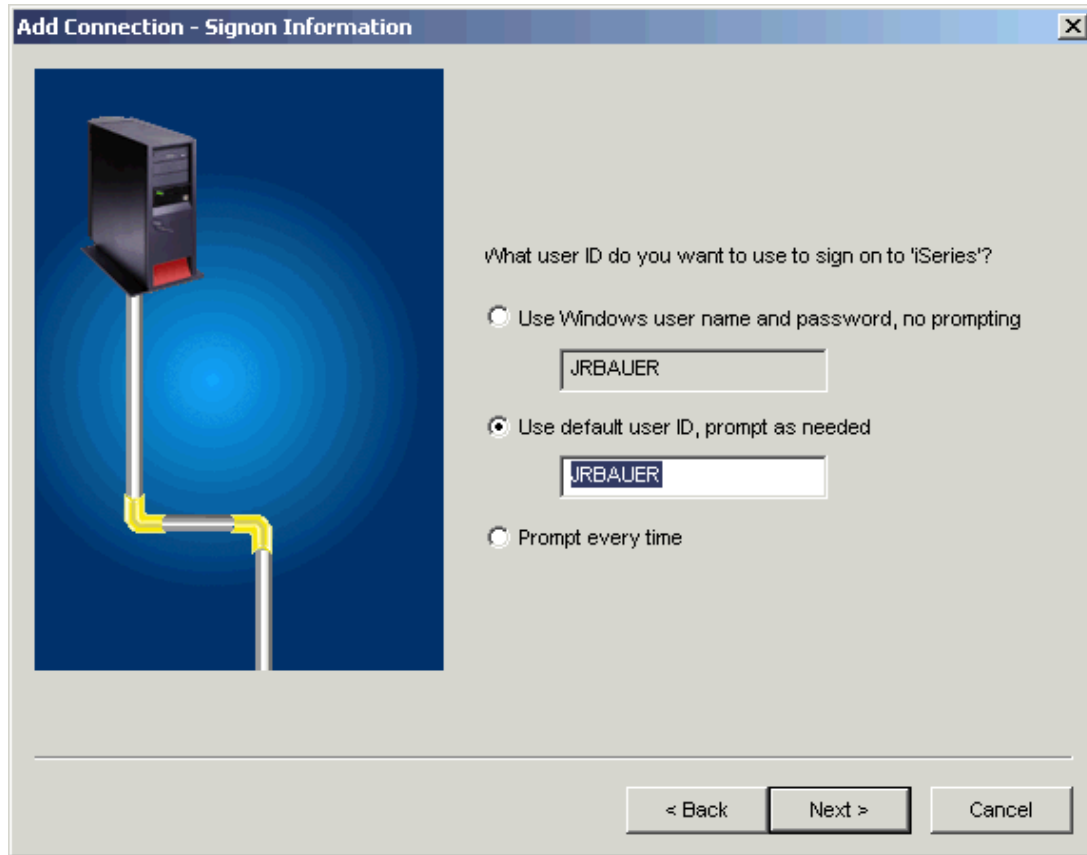 Add Connection - Signon Information
What user ID do you want to use to sign on to 'iSeries'?
Use Windows user name and password, no prompting
JRBAUER
Use default user ID, prompt as needed
JRBAUER
Prompt every time
< Back
Next >
Cancel